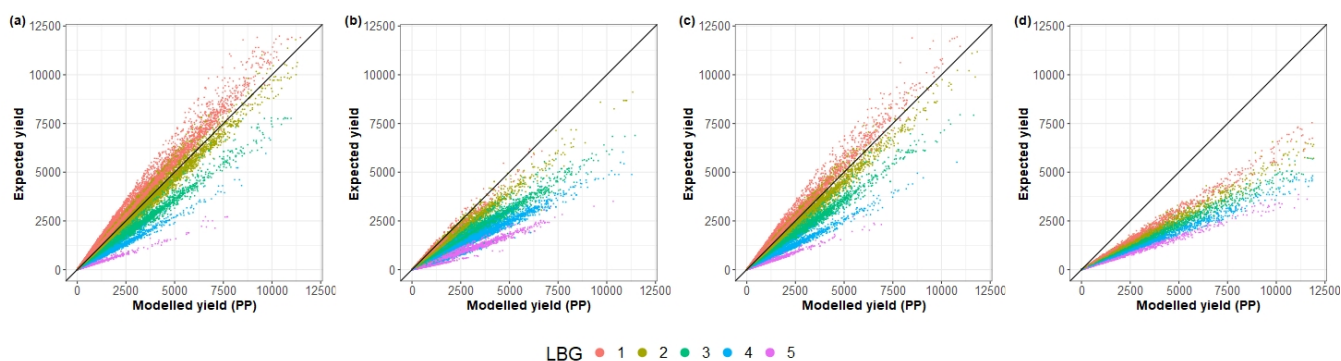 (a) (b) (c) (d)
12500 12500 12500 12500
10000 10000 10000 10000
7500 7500 7500 7500
5000 5000 5000 5000
2500 2500 2500 2500
0 0 0 0
Expected yield Expected yield Expected yield Expected yield
0 2500 5000 7500 10000 12500 0 2500 5000 7500 10000 12500 0 2500 5000 7500 10000 12500 0 2500 5000 7500 10000 12500
Modelled yield (PP) Modelled yield (PP) Modelled yield (PP) Modelled yield (PP)
LBG 1 2 3 4 5